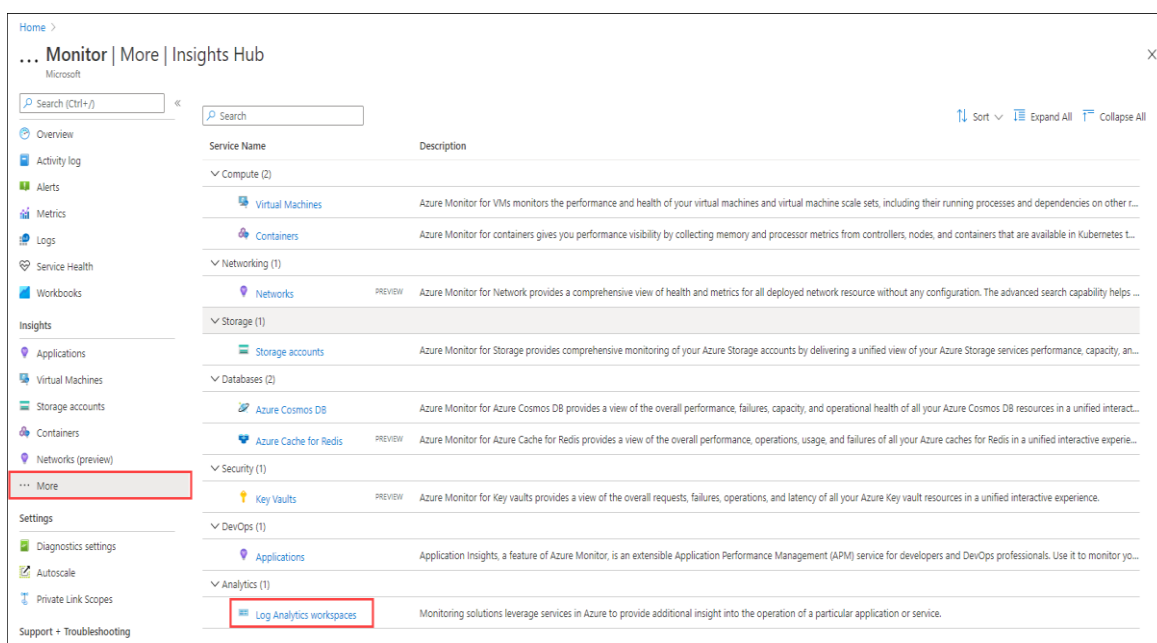 Home >
... Monitor | More | Insights Hub
Microsoft
Search (Ctrl+/)
Overview
Activity log
Alerts
Metrics
Logs
Service Health
Workbooks
Insights
Applications
Virtual Machines
Storage accounts
Containers
Networks (preview)
... More
Settings
Diagnostics settings
Autoscale
Private Link Scopes
Support + Troubleshooting
Search
Sort Expand All Collapse All
Service Name Description
Compute (2)
Virtual Machines Azure Monitor for VMs monitors the performance and health of your virtual machines and virtual machine scale sets, including their running processes and dependencies on other r...
Containers Azure Monitor for containers gives you performance visibility by collecting memory and processor metrics from controllers, nodes, and containers that are available in Kubernetes t...
Networking (1)
Networks PREVIEW Azure Monitor for Network provides a comprehensive view of health and metrics for all deployed network resource without any configuration. The advanced search capability helps ...
Storage (1)
Storage accounts Azure Monitor for Storage provides comprehensive monitoring of your Azure Storage accounts by delivering a unified view of your Azure Storage services performance, capacity, an...
Databases (2)
Azure Cosmos DB Azure Monitor for Azure Cosmos DB provides a view of the overall performance, failures, capacity, and operational health of all your Azure Cosmos DB resources in a unified interact...
Azure Cache for Redis PREVIEW Azure Monitor for Azure Cache for Redis provides a view of the overall performance, operations, usage, and failures of all your Azure caches for Redis in a unified interactive experie...
Security (1)
Key Vaults PREVIEW Azure Monitor for Key vaults provides a view of the overall requests, failures, operations, and latency of all your Azure Key vault resources in a unified interactive experience.
DevOps (1)
Applications Application Insights, a feature of Azure Monitor, is an extensible Application Performance Management (APM) service for developers and DevOps professionals. Use it to monitor yo...
Analytics (1)
Log Analytics workspaces Monitoring solutions leverage services in Azure to provide additional insight into the operation of a particular application or service.